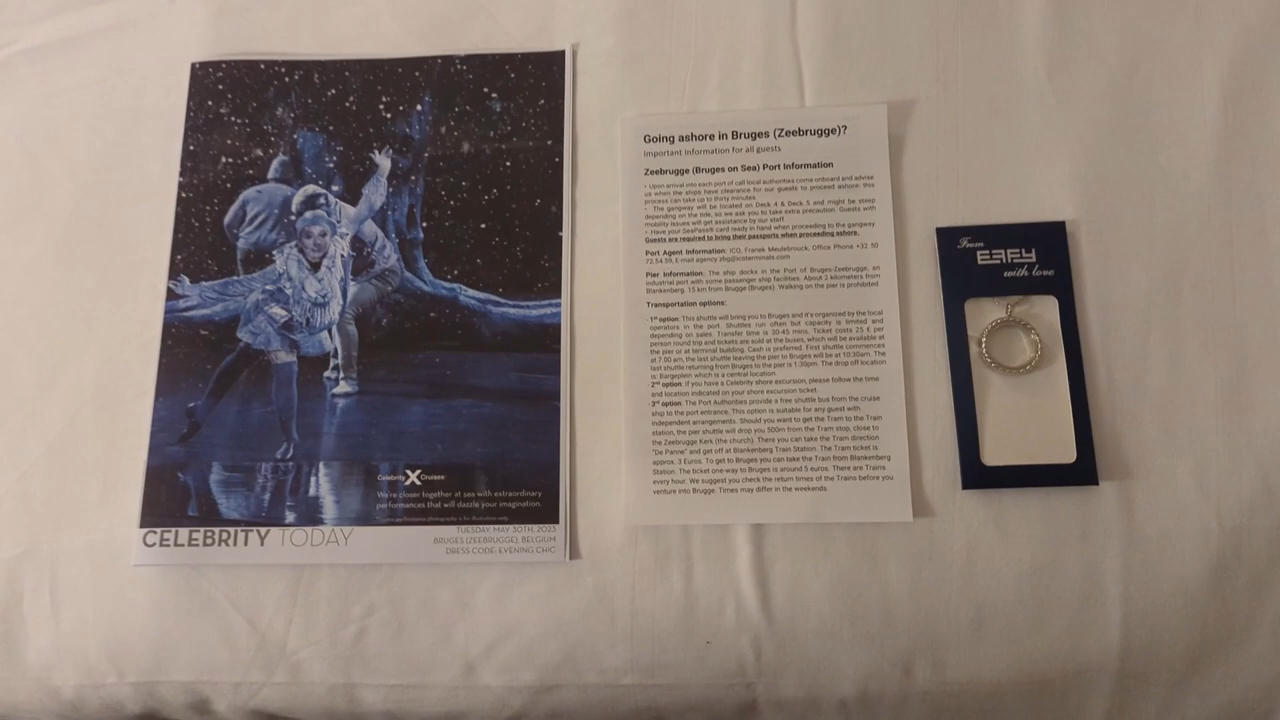 Celebrity X Cruises
We're closer together at sea with extraordinary
performances that will dazzle your imagination.
CELEBRITY TODAY
TUESDAY, MAY 30TH, 2023
BRUGES (ZEEBRUGGE), BELGIUM
DRESS CODE: EVENING CHIC
Going ashore in Bruges (Zeebrugge)?
Important Information for all guests
Zeebrugge (Bruges on Sea) Port Information
• Upon arrival into each port of call local authorities come onboard and advise
us when the ships have clearance for our guests to proceed ashore: this
process can take up to thirty minutes
• The gangway will be located on Deck 4 & Deck 5 and might be steep
depending on the tide, so we ask you to take extra precaution. Guests with
mobility issues will get assistance by our staff
• Have your SeaPass® card ready in hand when proceeding to the gangway
Guests are required to bring their passports when proceeding ashore.
Port Agent Information: ICO, Franek Meulebrouck, Office Phone +32 50
72.54.59, E-mail agency zbg@icoterminals.com
Pier Information: The ship docks in the Port of Bruges-Zeebrugge, an
industrial port with some passenger ship facilities. About 2 kilometers from
Blankenberg, 15 km from Brugge (Bruges). Walking on the pier is prohibited
Transportation options:
- 1st option: This shuttle will bring you to Bruges and it's organized by the local
operators in the port. Shuttles run often but capacity is limited and
depending on sales. Transfer time is 30-45 mins. Ticket costs 25 € per
person round trip and tickets are sold at the buses, which will be available at
the pier or at terminal building. Cash is preferred. First shuttle commences
at 7:00 am, the last shuttle leaving the pier to Bruges will be at 10:30am. The
last shuttle returning from Bruges to the pier is 1:30pm. The drop off location
is: Bargeplein which is a central location.
- 2nd option: If you have a Celebrity shore excursion, please follow the time
and location indicated on your shore excursion ticket.
- 3rd option: The Port Authorities provide a free shuttle bus from the cruise
ship to the port entrance. This option is suitable for any guest with
independent arrangements. Should you want to get the Tram to the Train
station, the pier shuttle will drop you 500m from the Tram stop, close to
the Zeebrugge Kerk (the church). There you can take the Tram direction
"De Panne" and get off at Blankenberg Train Station. The Tram ticket is
approx. 3 Euros. To get to Bruges you can take the Train from Blankenberg
Station. The ticket one-way to Bruges is around 5 euros. There are Trains
every hour. We suggest you check the return times of the Trains before you
venture into Brugge. Times may differ in the weekends.
From
EFFY
with love